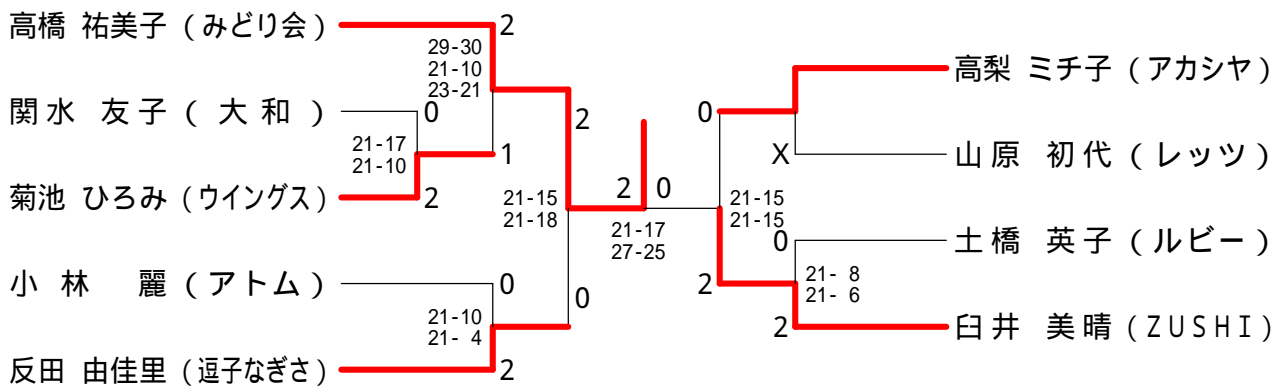 高橋 祐美子 (みどり会)
2
29-30
21-10
23-21
関水 友子 ( 大 和 )
0
21-17
21-10
1
菊池 ひろみ (ウイングス)
2
2
21-15
21-18
小 林 麗 (アトム)
0
21-10
21- 4
0
反田 由佳里 (逗子なぎさ)
2
2 0
21-17
27-25
0
高梨 ミチ子 (アカシヤ)
X
山原 初代 (レッツ)
21-15
21-15
0
土橋 英子 (ルビー)
2
21- 8
21- 6
2
臼井 美晴 (ZUSHI)